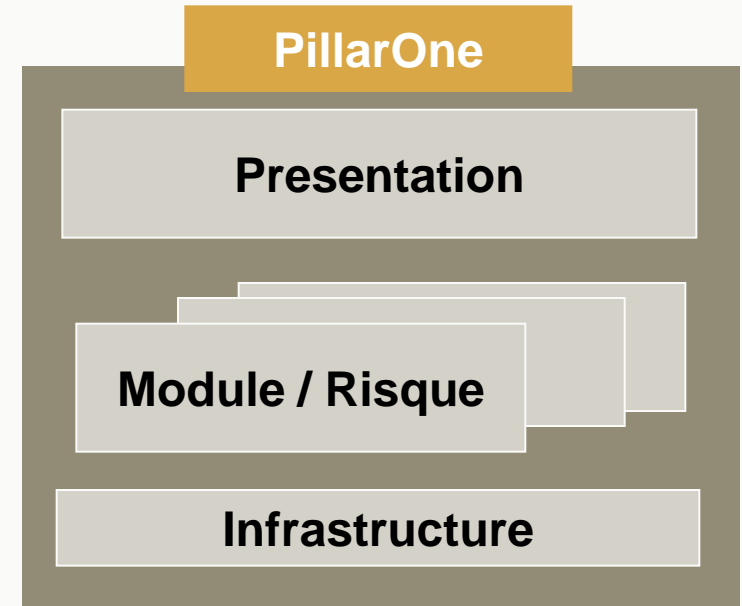 PillarOne
Presentation
Module / Risque
Infrastructure